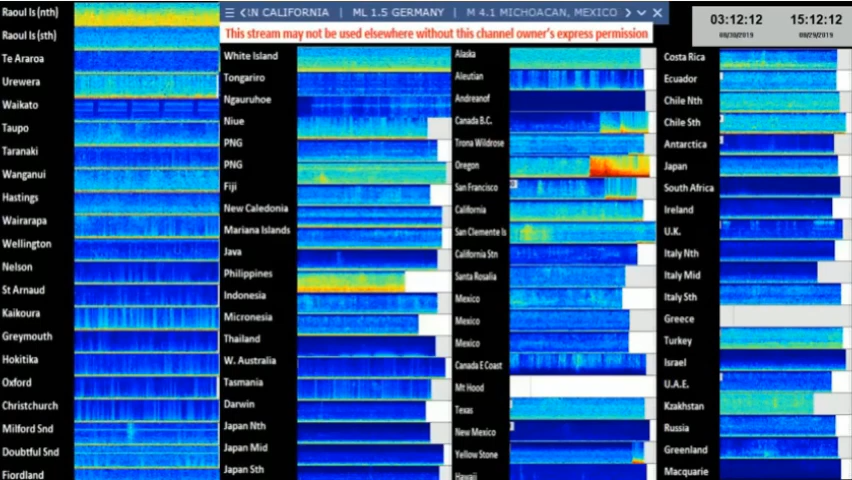 Raoul Is (nth)
Raoul Is (sth)
Te Araroa
Urewera
Waikato
Taupo
Taranaki
Wanganui
Hastings
Wairarapa
Wellington
Nelson
St Arnaud
Kaikoura
Greymouth
Hokitika
Oxford
Christchurch
Milford Snd
Doubtful Snd
Fiordland
N CALIFORNIA | ML 1.5 GERMANY | M 4.1 MICHOACAN, MEXICO
This stream may not be used elsewhere without this channel owner's express permission
White Island
Tongariro
Ngauruhoe
Niue
PNG
PNG
Fiji
New Caledonia
Mariana Islands
Java
Philippines
Indonesia
Micronesia
Thailand
W. Australia
Tasmania
Darwin
Japan Nth
Japan Mid
Japan Sth
Alaska
Aleutian
Andreanof
Canada B.C.
Trona Wildrose
Oregon
San Francisco
California
San Clemente Is
California Stn
Santa Rosalia
Mexico
Mexico
Mexico
Canada E Coast
Mt Hood
Texas
New Mexico
Yellow Stone
Hawaii
03:12:12 15:12:12
09/30/2019 09/29/2019
Costa Rica
Ecuador
Chile Nth
Chile Sth
Antarctica
Japan
South Africa
Ireland
U.K.
Italy Nth
Italy Mid
Italy Sth
Greece
Turkey
Israel
U.A.E.
Kzakhstan
Russia
Greenland
Macquarie